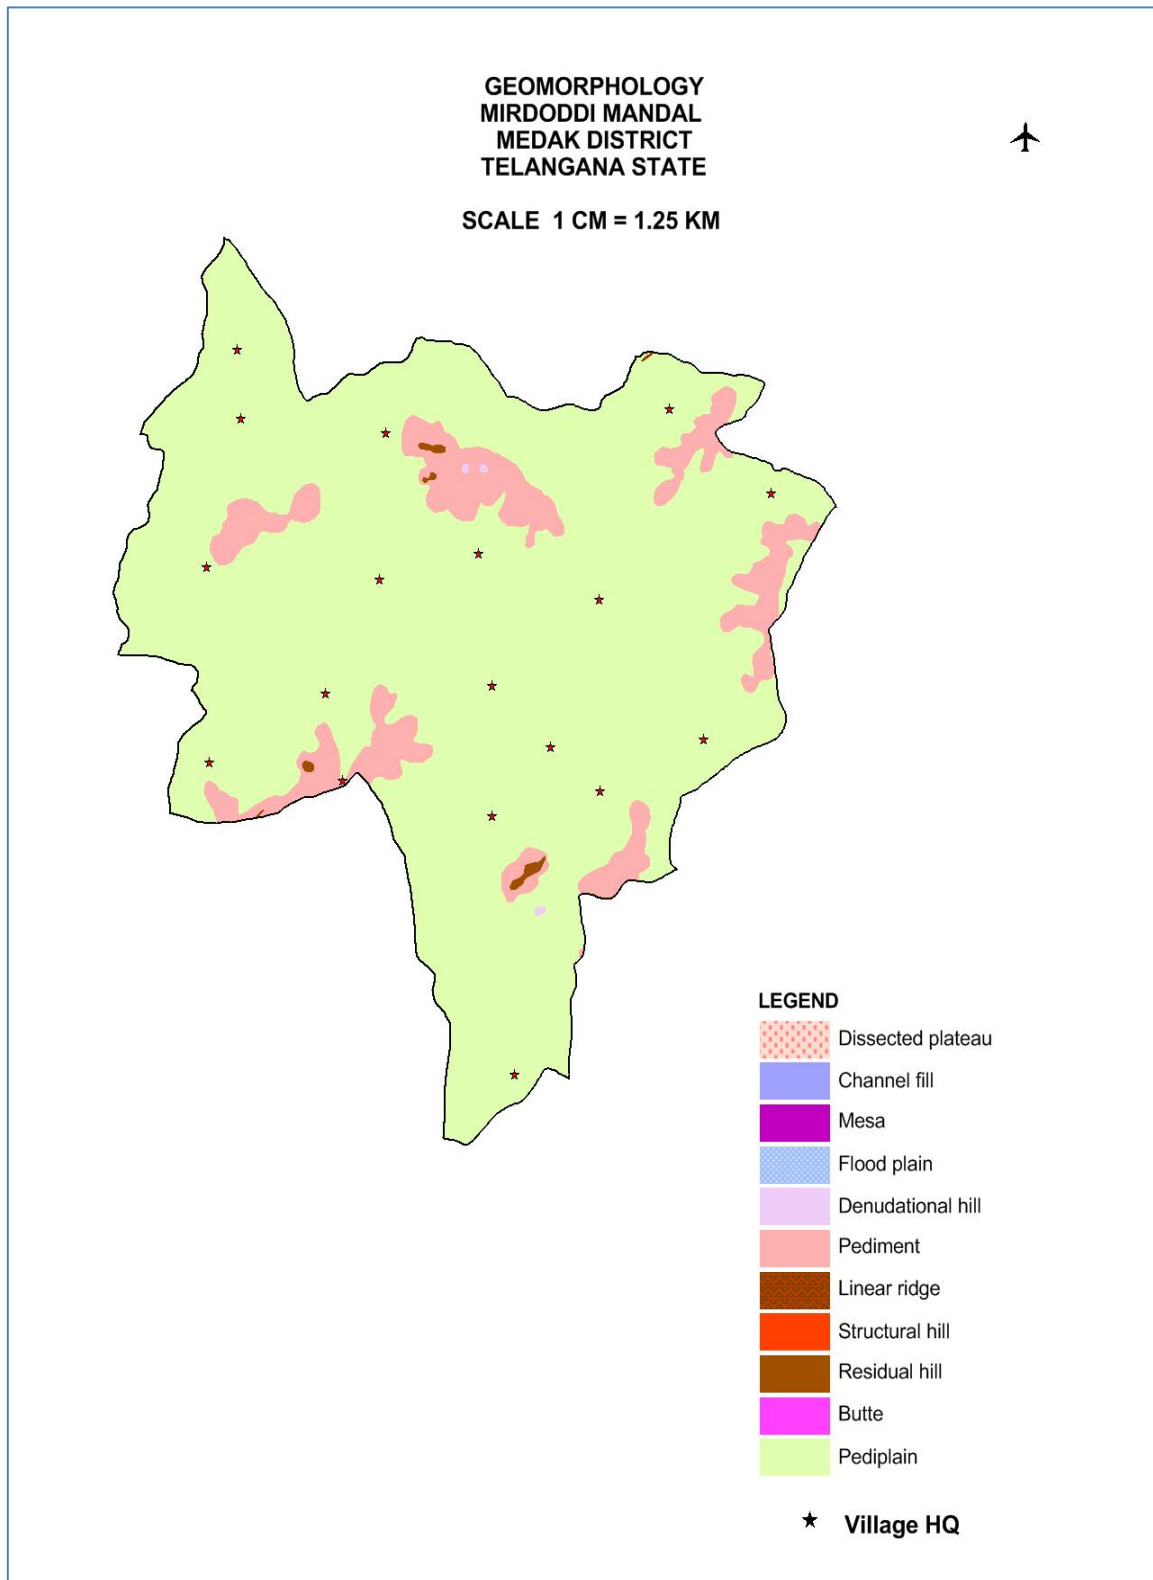 GEOMORPHOLOGY
MIRDODDI MANDAL
MEDAK DISTRICT
TELANGANA STATE
SCALE 1 CM = 1.25 KM
LEGEND
Dissected plateau
Channel fill
Mesa
Flood plain
Denudational hill
Pediment
Linear ridge
Structural hill
Residual hill
Butte
Pediplain
Village HQ